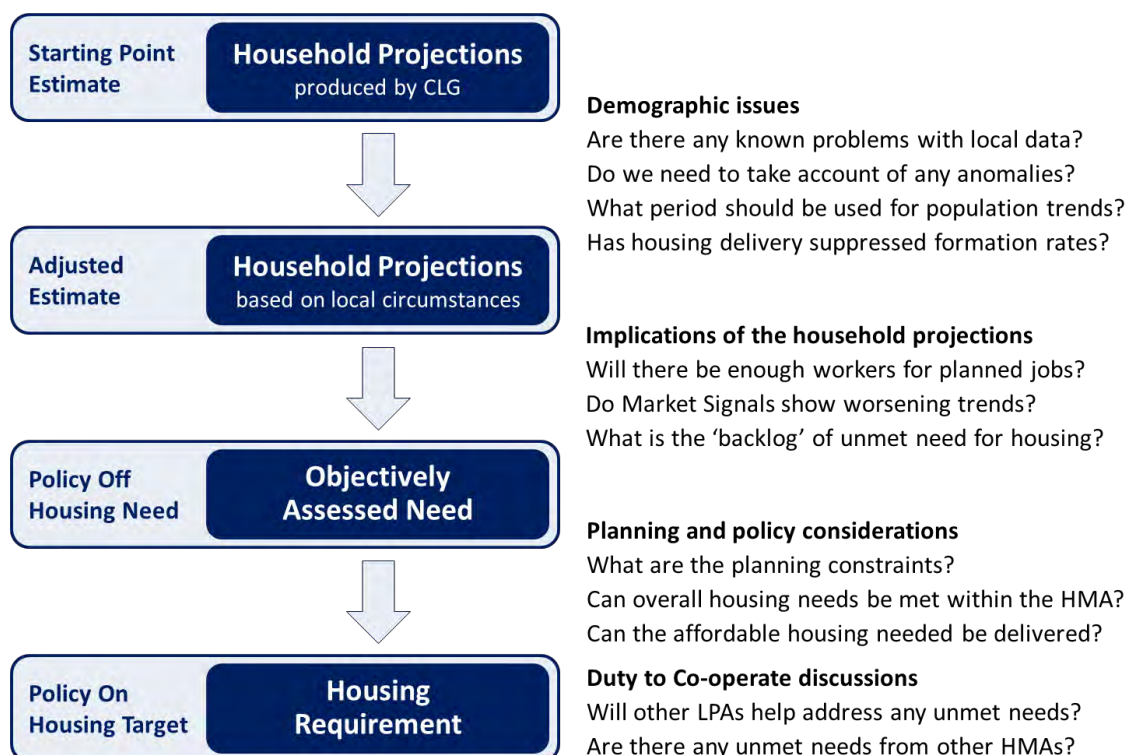 Starting Point
Estimate
Household Projections
produced by CLG
Demographic issues
Are there any known problems with local data?
Do we need to take account of any anomalies?
What period should be used for population trends?
Has housing delivery suppressed formation rates?
Adjusted
Estimate
Household Projections
based on local circumstances
Implications of the household projections
Will there be enough workers for planned jobs?
Do Market Signals show worsening trends?
What is the ‘backlog’ of unmet need for housing?
Policy Off
Housing Need
Objectively
Assessed Need
Planning and policy considerations
What are the planning constraints?
Can overall housing needs be met within the HMA?
Can the affordable housing needed be delivered?
Policy On
Housing Target
Housing
Requirement
Duty to Co-operate discussions
Will other LPAs help address any unmet needs?
Are there any unmet needs from other HMAs?